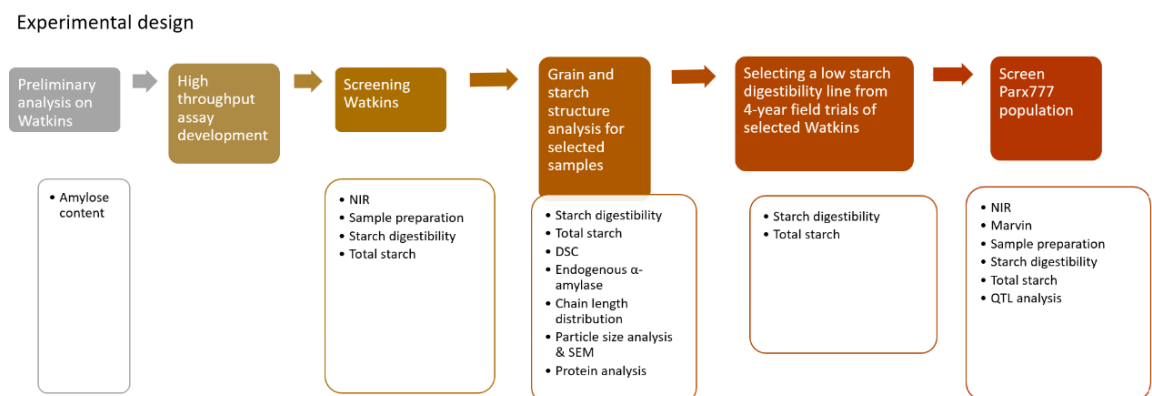 Experimental design
Preliminary
analysis on
Watkins
High
throughput
assay
development
Screening
Watkins
Grain and
starch
structure
analysis for
selected
samples
Selecting a low starch
digestibility line from
4-year field trials of
selected Watkins
Screen
Parx777
population
• Amylose
content
• NIR
• Sample preparation
• Starch digestibility
• Total starch
• Starch digestibility
• Total starch
• DSC
• Endogenous α-
amylase
• Chain length
distribution
• Particle size analysis
& SEM
• Protein analysis
• Starch digestibility
• Total starch
• NIR
• Marvin
• Sample preparation
• Starch digestibility
• Total starch
• QTL analysis